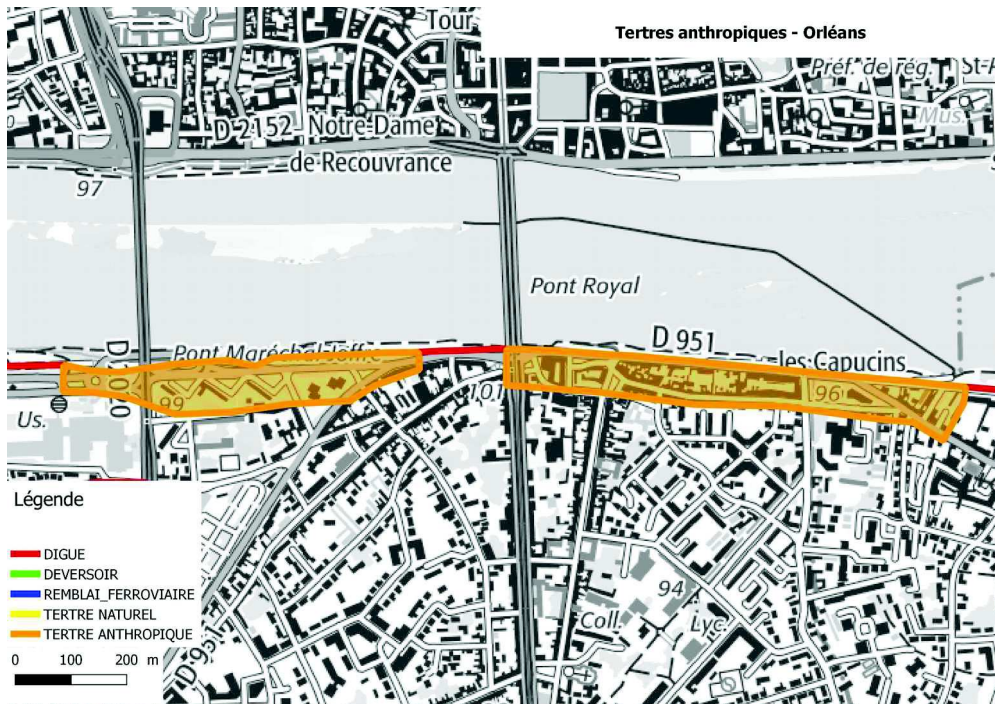 Tour
Tertres anthropiques - Orléans
Préf. de rég.
St-P
Mus.
D 2152
Notre-Dame
de Recouvrance
97
Pont Royal
D 951
Pont Maréchal-Joffre
les Capucins
99
101
96
Us.
94
Coll.
Lyc.
D 951
Légende
DIGUE
DEVERSOIR
REMBLAI_FERROVIAIRE
TERTRE NATUREL
TERTRE ANTHROPIQUE
0 100 200 m